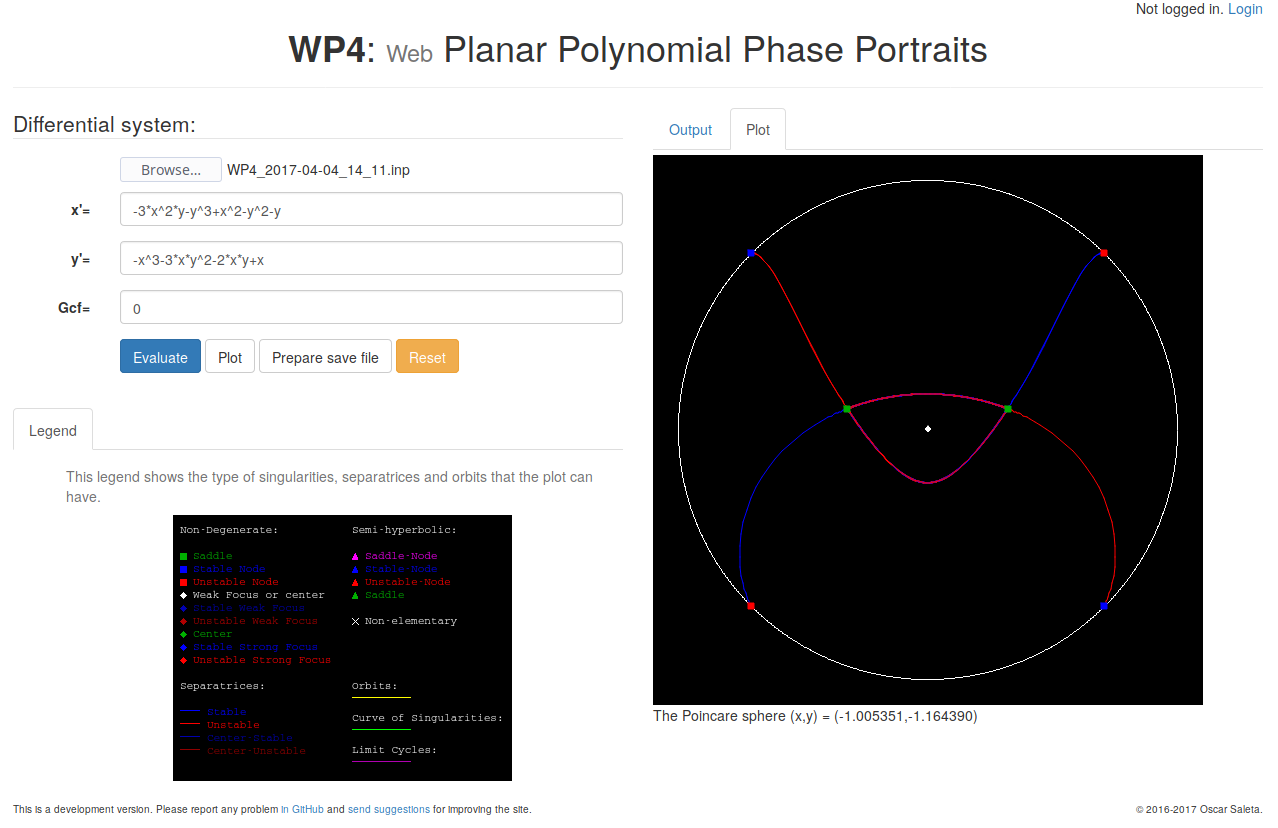 Not logged in. Login
WP4: Web Planar Polynomial Phase Portraits
Differential system:
Browse... WP4_2017-04-04_14_11.inp
x'= -3*x^2*y-y^3+x^2-y^2-y
y'= -x^3-3*x*y^2-2*x*y+x
Gcf= 0
Evaluate Plot Prepare save file Reset
Legend
This legend shows the type of singularities, separatrices and orbits that the plot can
have.
Non-Degenerate: Semi-hyperbolic:
Saddle Saddle-Node
Stable Node Stable-Node
Unstable Node Unstable-Node
Weak Focus or center Saddle
Stable Weak Focus
Unstable Weak Focus Non-elementary
Center
Stable Strong Focus
Unstable Strong Focus
Separatrices: Orbits:
Stable
Unstable Curve of Singularities:
Center-Stable
Center-Unstable Limit Cycles:
Output Plot
The Poincare sphere (x,y) = (-1.005351,-1.164390)
This is a development version. Please report any problem in GitHub and send suggestions for improving the site.
© 2016-2017 Oscar Saleta.